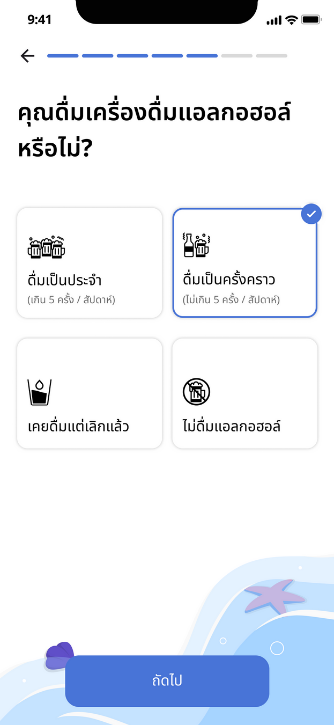 9:41
คุณดื่มเครื่องดื่มแอลกอฮอล์
หรือไม่?
ดื่มเป็นประจำ
(เกิน 5 ครั้ง / สัปดาห์)
ดื่มเป็นครั้งคราว
(ไม่เกิน 5 ครั้ง / สัปดาห์)
เคยดื่มแต่เลิกแล้ว
ไม่ดื่มแอลกอฮอล์
ถัดไป